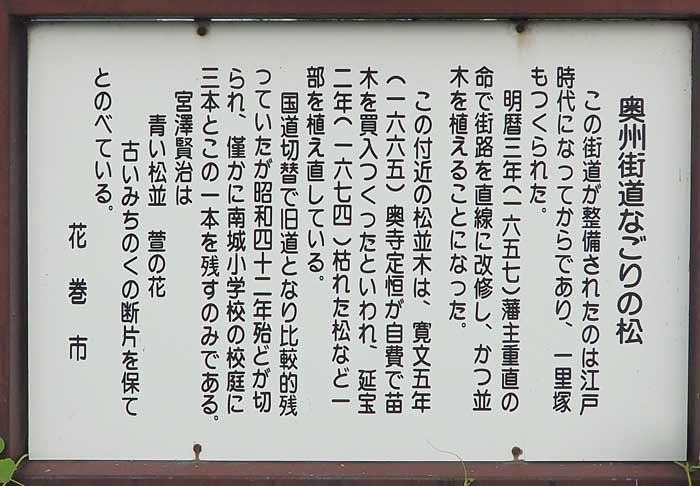 奥州街道なごりの松
この街道が整備されたのは江戸
時代になってからであり、一里塚
もつくられた。
明暦三年(一六五七)藩主重直の
命で街路を直線に改修し、かつ並
木を植えることになった。
この付近の松並木は、寛文五年
(一六六五)奥寺定恒が自費で苗
木を買入つくったといわれ、延宝
二年(一六七四)枯れた松など一
部を植え直している。
国道切替で旧道となり比較的残
っていたが昭和四十二年殆どが切
られ、僅かに南城小学校の校庭に
三本とこの一本を残すのみである。
宮澤賢治は
青い松並 萱の花
古いみちのくの断片を保て
とのべている。
花巻市